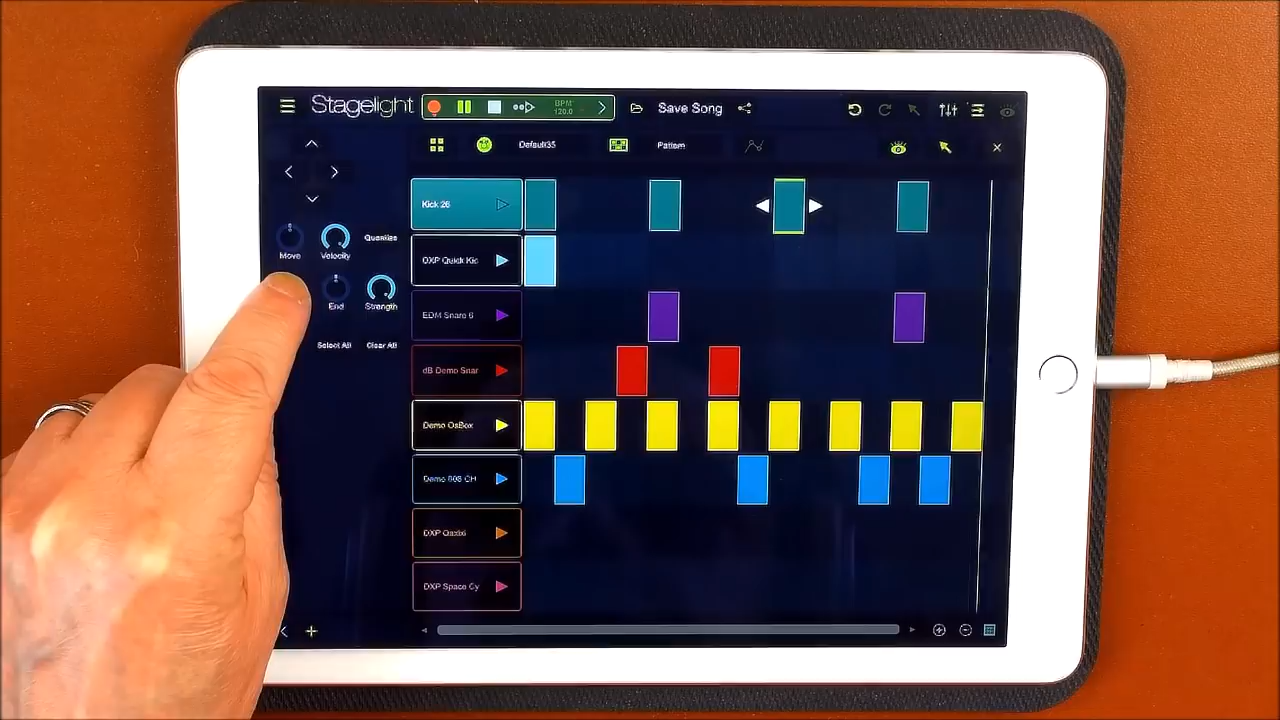 Stagelight
BPM
120.0
Save Song
Default35
Pattern
Kick 26
Move
Velocity
Quantize
DXP Quick Kic
End
Strength
EDM Snare 6
Select All
Clear All
dB Demo Snar
Demo OsBox
Demo 808 CH
DXP
DXP Space Cy